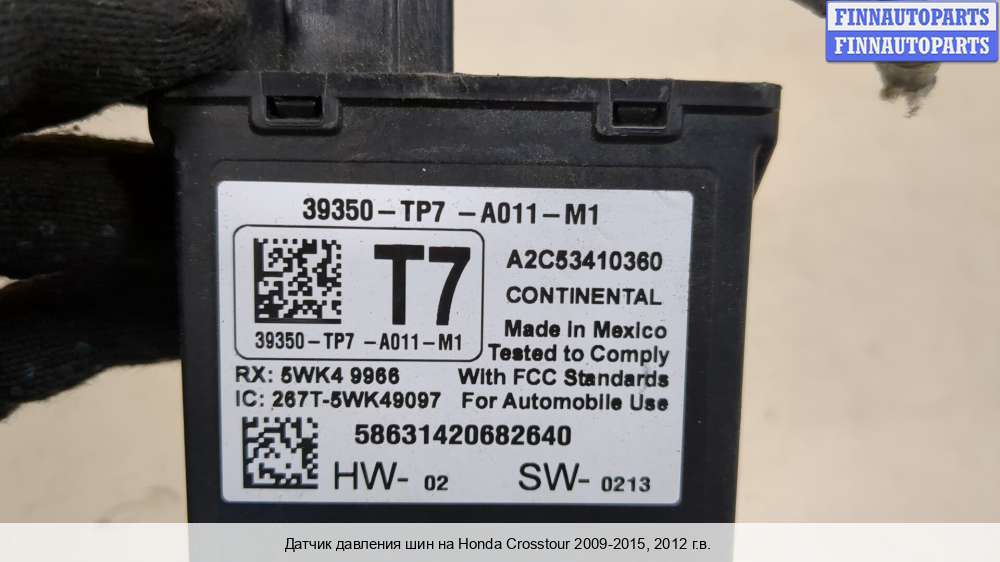 FINNAUTOPARTS
FINNAUTOPARTS
39350-TP7-A011-M1
T7
39350-TP7-A011-M1
A2C53410360
CONTINENTAL
Made in Mexico
Tested to Comply
RX: 5WK4 9966 With FCC Standards
IC: 267T-5WK49097 For Automobile Use
58631420682640
HW- 02 SW- 0213
Датчик давления шин на Honda Crosstour 2009-2015, 2012 г.в.